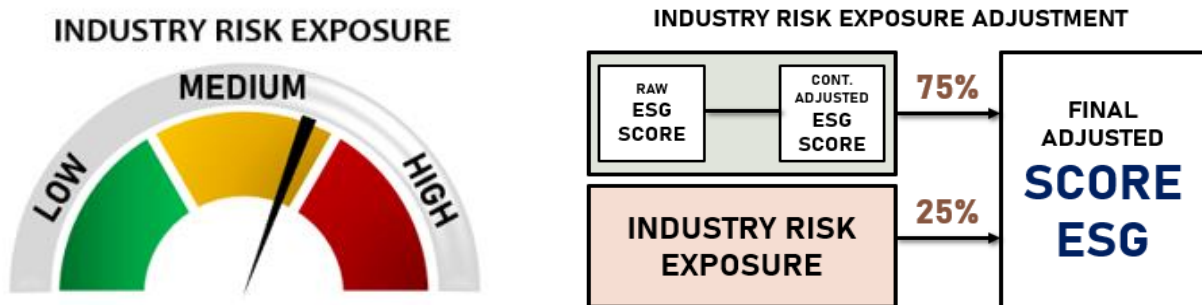 INDUSTRY RISK EXPOSURE
LOW
MEDIUM
HIGH
INDUSTRY RISK EXPOSURE ADJUSTMENT
RAW
ESG
SCORE
CONT.
ADJUSTED
ESG
SCORE
75%
INDUSTRY RISK
EXPOSURE
25%
FINAL
ADJUSTED
SCORE
ESG